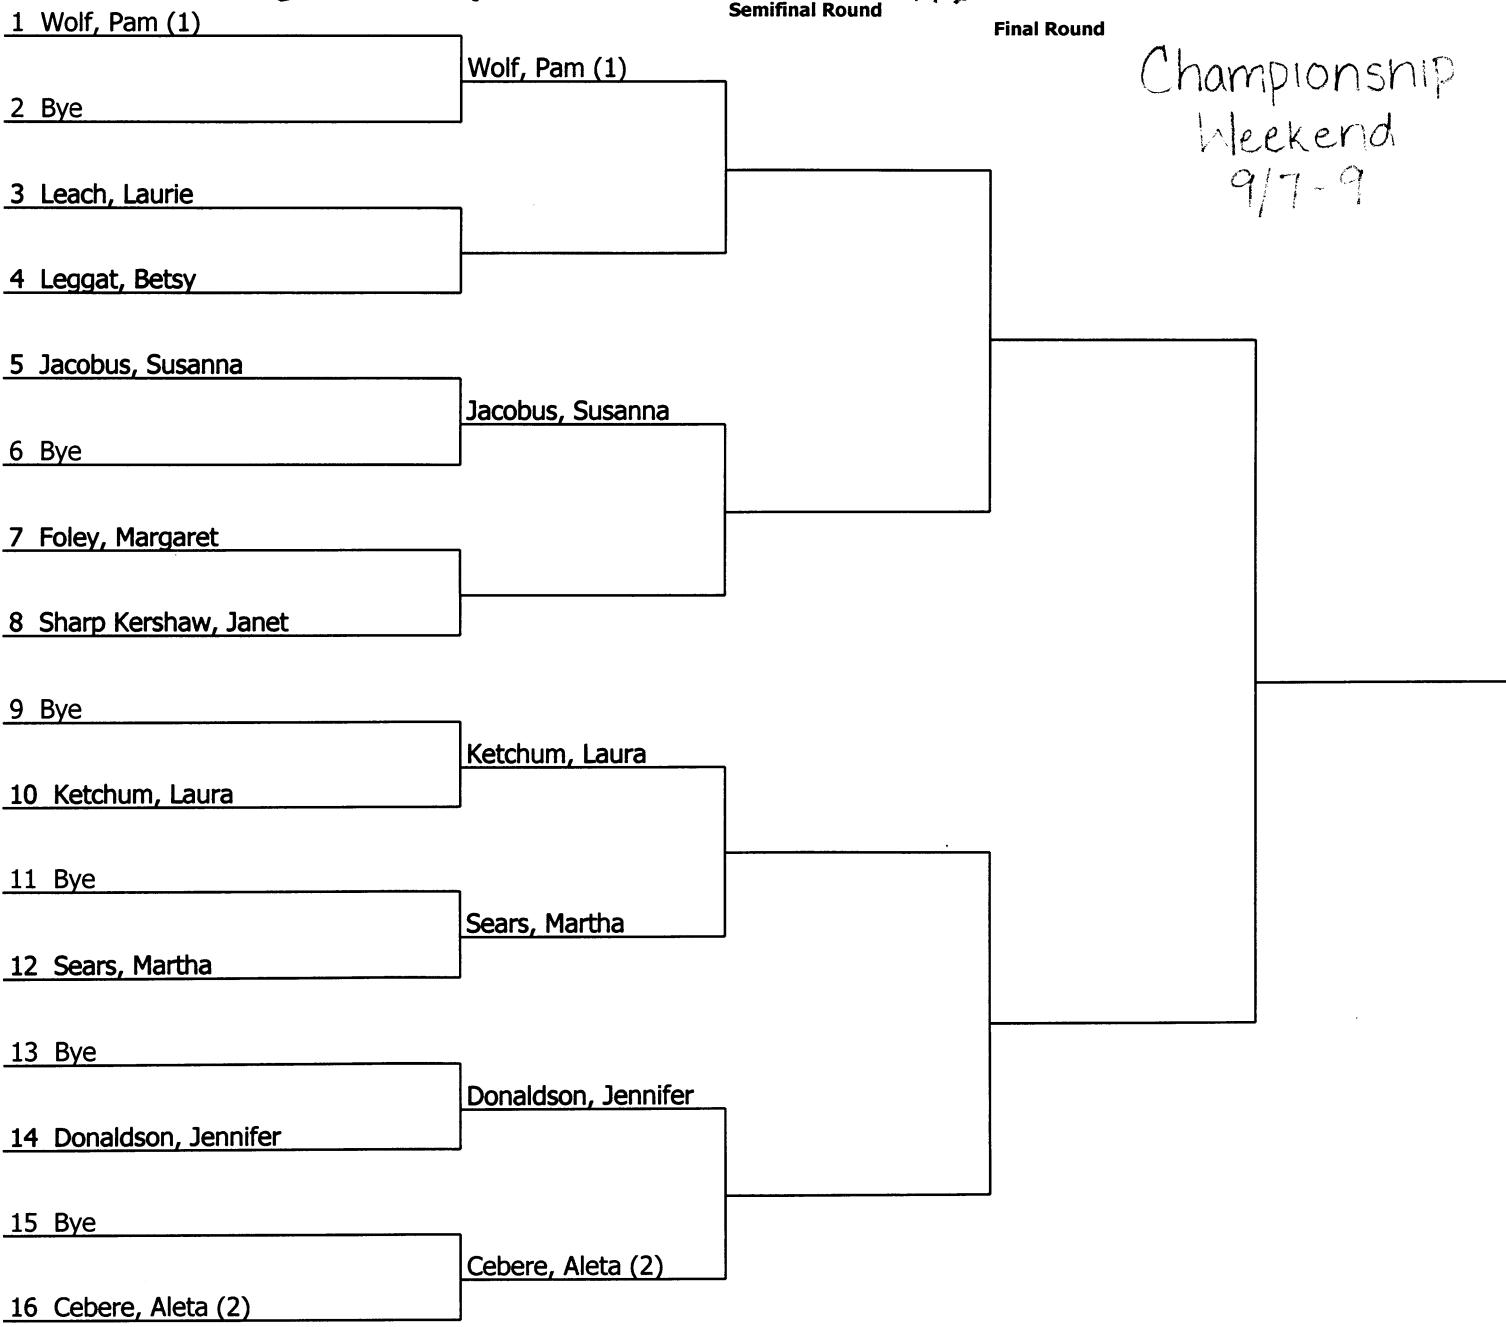 Semifinal Round
Final Round
Championship
Weekend
9/7-9
1 Wolf, Pam (1)
Wolf, Pam (1)
2 Bye
3 Leach, Laurie
4 Leggat, Betsy
5 Jacobus, Susanna
Jacobus, Susanna
6 Bye
7 Foley, Margaret
8 Sharp Kershaw, Janet
9 Bye
Ketchum, Laura
10 Ketchum, Laura
11 Bye
Sears, Martha
12 Sears, Martha
13 Bye
Donaldson, Jennifer
14 Donaldson, Jennifer
15 Bye
Cebere, Aleta (2)
16 Cebere, Aleta (2)